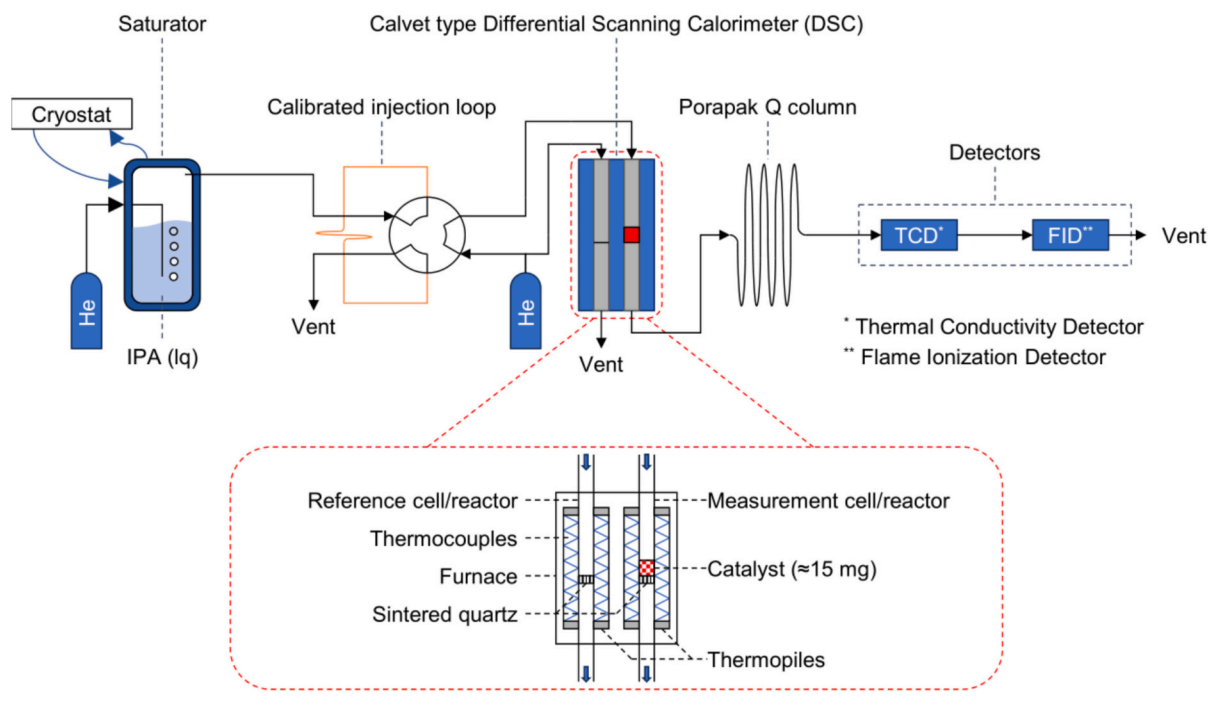 Saturator
Calvet type Differential Scanning Calorimeter (DSC)
Cryostat
Calibrated injection loop
Porapak Q column
Detectors
TCD*
FID**
Vent
He
IPA (lq)
Vent
He
Vent
* Thermal Conductivity Detector
** Flame Ionization Detector
Reference cell/reactor
Measurement cell/reactor
Thermocouples
Catalyst (≈15 mg)
Furnace
Sintered quartz
Thermopiles